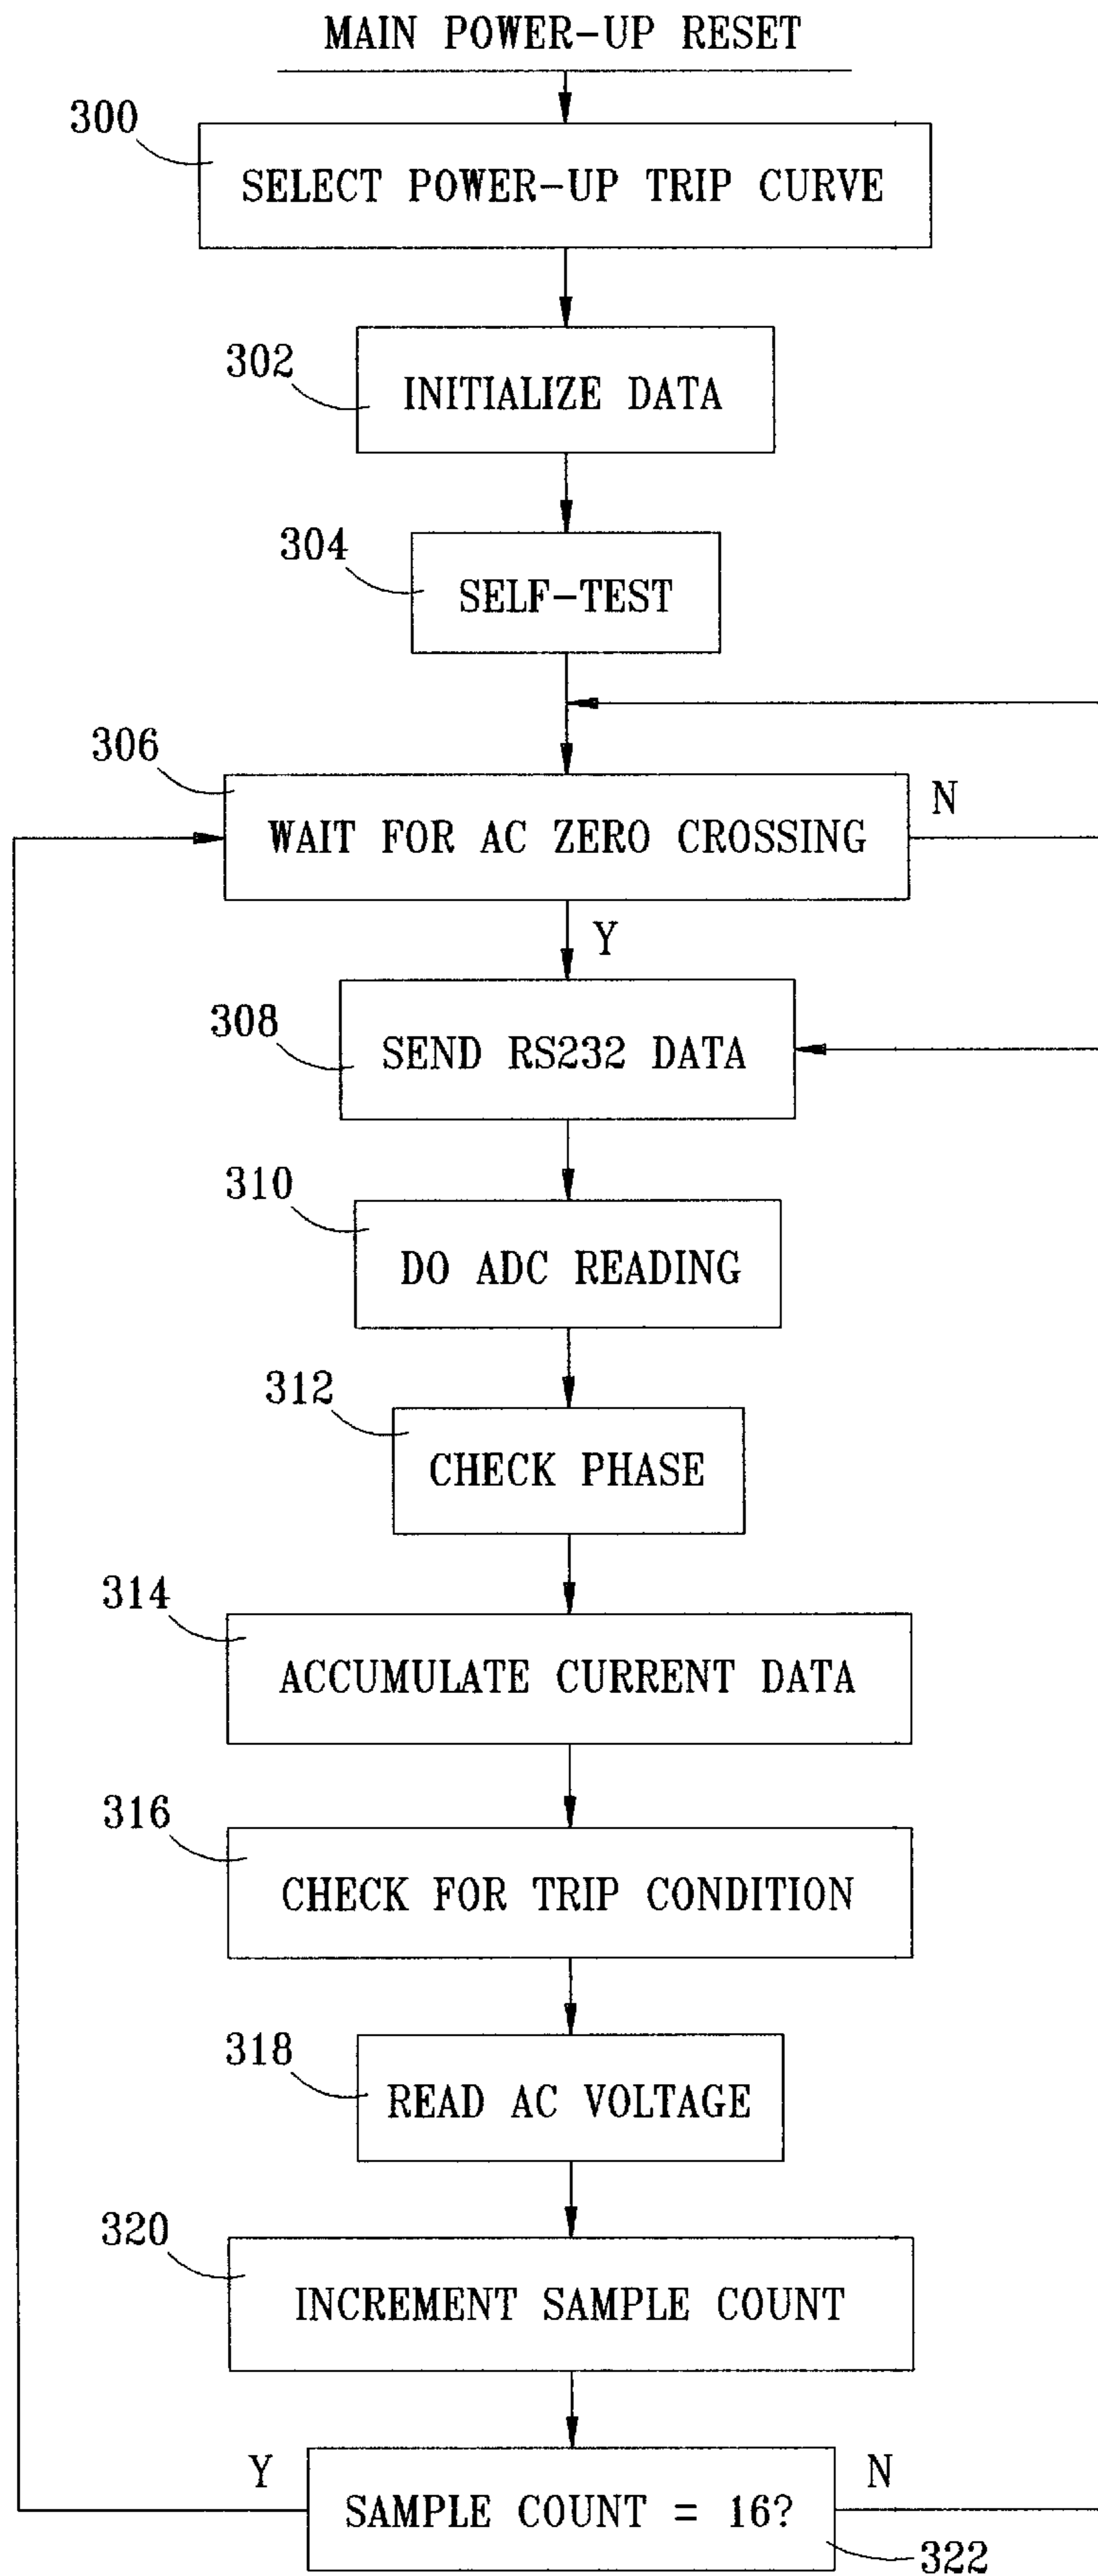 MAIN POWER-UP RESET
300
SELECT POWER-UP TRIP CURVE
302
INITIALIZE DATA
304
SELF-TEST
306
WAIT FOR AC ZERO CROSSING
N
Y
308
SEND RS232 DATA
310
DO ADC READING
312
CHECK PHASE
314
ACCUMULATE CURRENT DATA
316
CHECK FOR TRIP CONDITION
318
READ AC VOLTAGE
320
INCREMENT SAMPLE COUNT
Y
SAMPLE COUNT = 16?
N
322